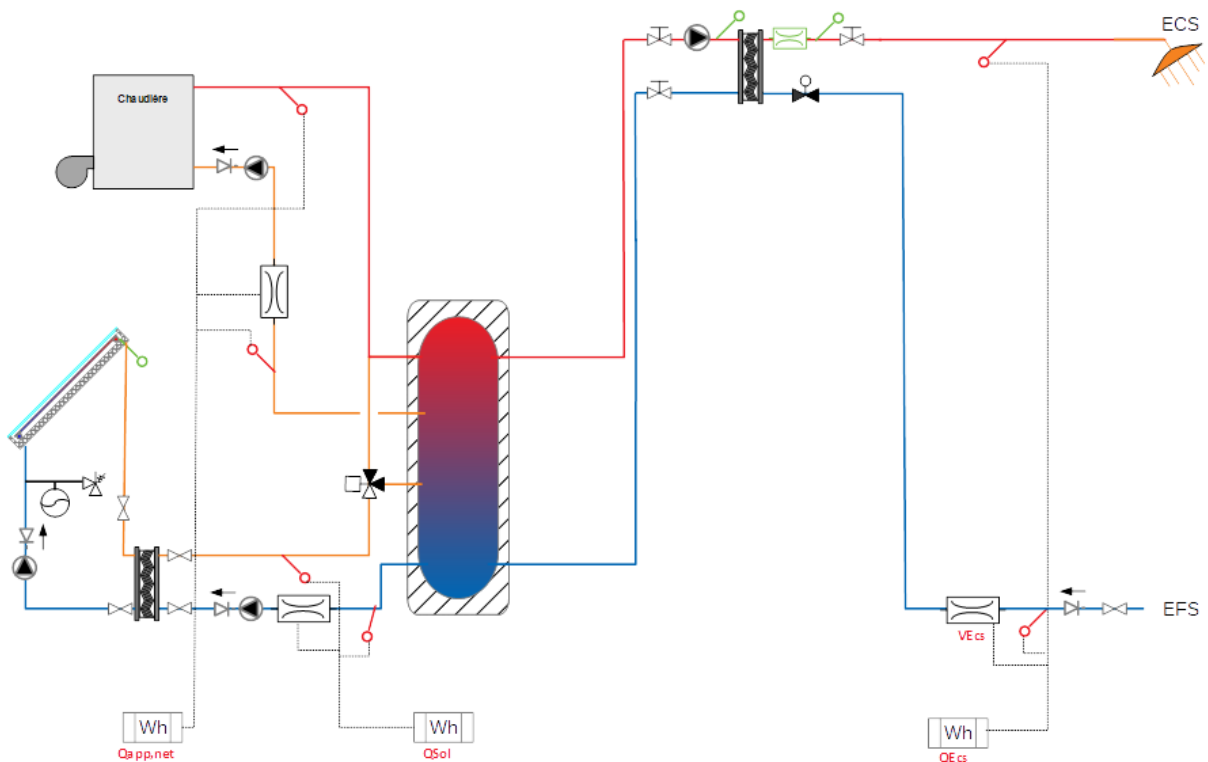 ECS
Chaudière
EFS
VEcs
Wh
Wh
Wh
Qapp,net
QSol
QEcs